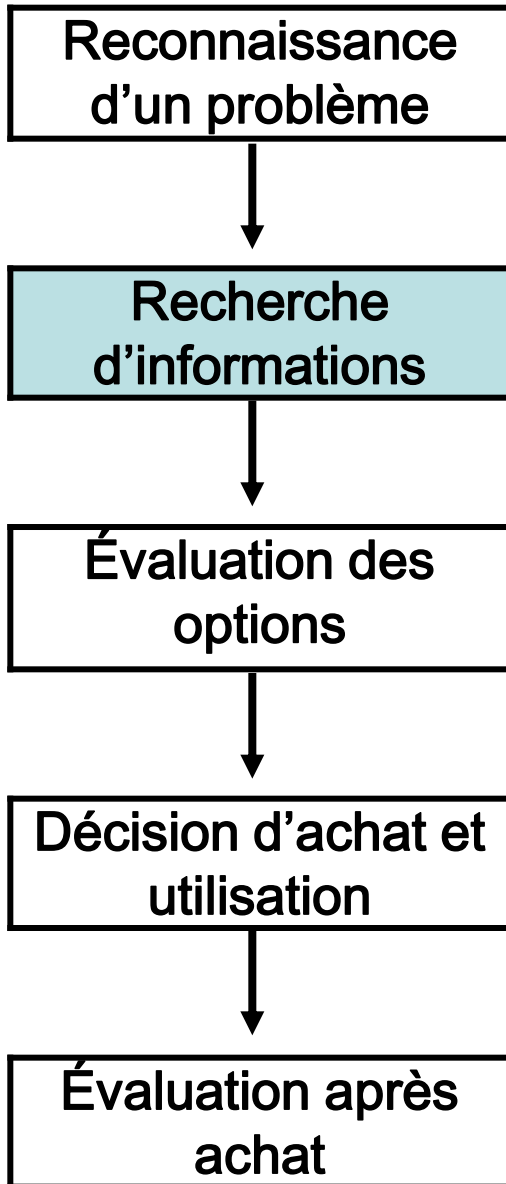 Reconnaissance
d’un problème
Recherche
d’informations
Évaluation des
options
Décision d’achat et
utilisation
Évaluation après
achat